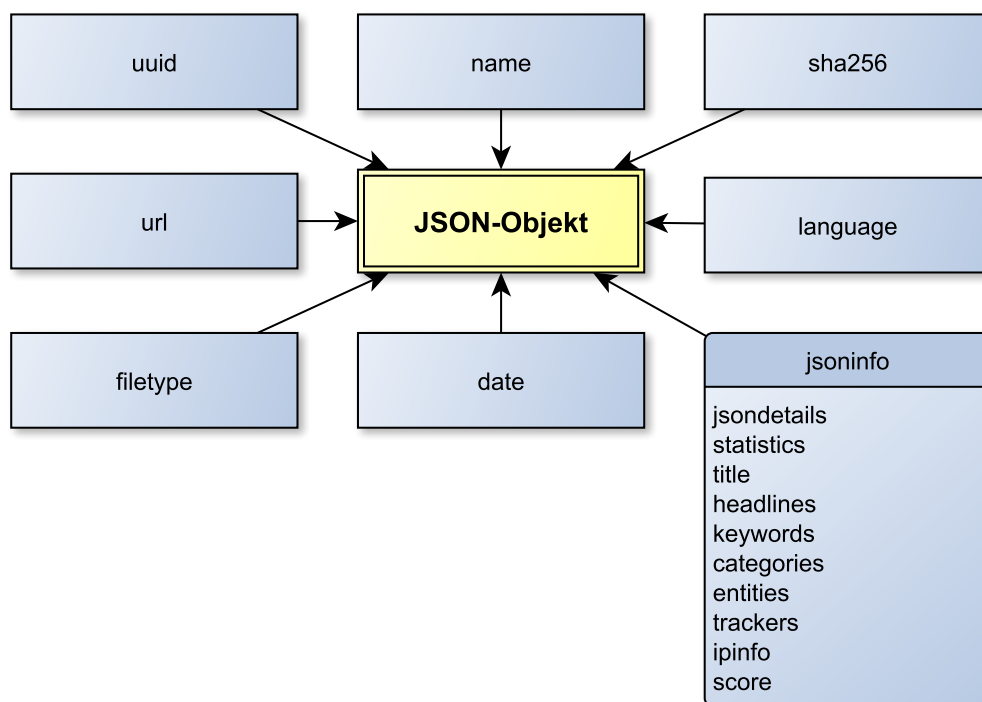 uuid
name
sha256
url
JSON-Objekt
language
filetype
date
jsoninfo
jsondetails
statistics
title
headlines
keywords
categories
entities
trackers
ipinfo
score